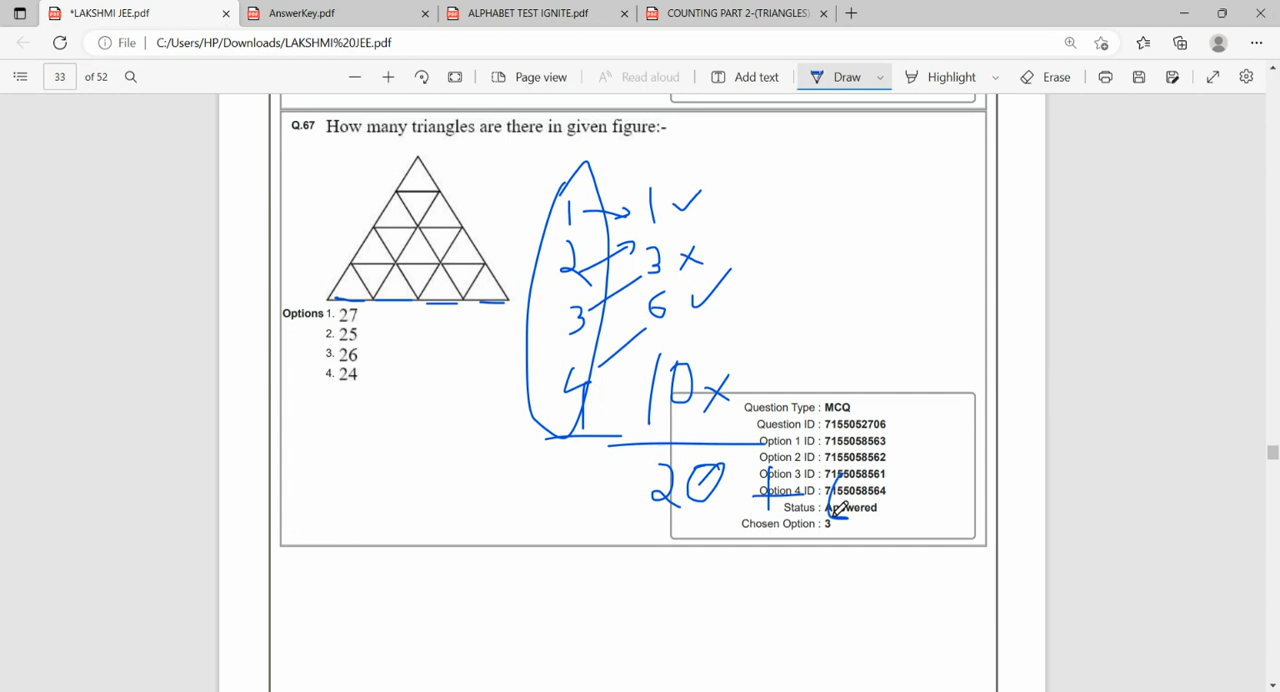 *LAKSHMI JEE.pdf
AnswerKey.pdf
ALPHABET TEST IGNITE.pdf
COUNTING PART 2-(TRIANGLES)
File
C:/Users/HP/Downloads/LAKSHMI%20JEE.pdf
33 of 52
Page view
Read aloud
Add text
Draw
Highlight
Erase
Q.67 How many triangles are there in given figure:-
Options 1. 27
2. 25
3. 26
4. 24
1 → 1 ✓
2 3 ×
3 6 ✓
4 10 ×
20 +
Question Type : MCQ
Question ID : 7155052706
Option 1 ID : 7155058563
Option 2 ID : 7155058562
Option 3 ID : 7155058561
Option 4 ID : 7155058564
Status : Answered
Chosen Option : 3